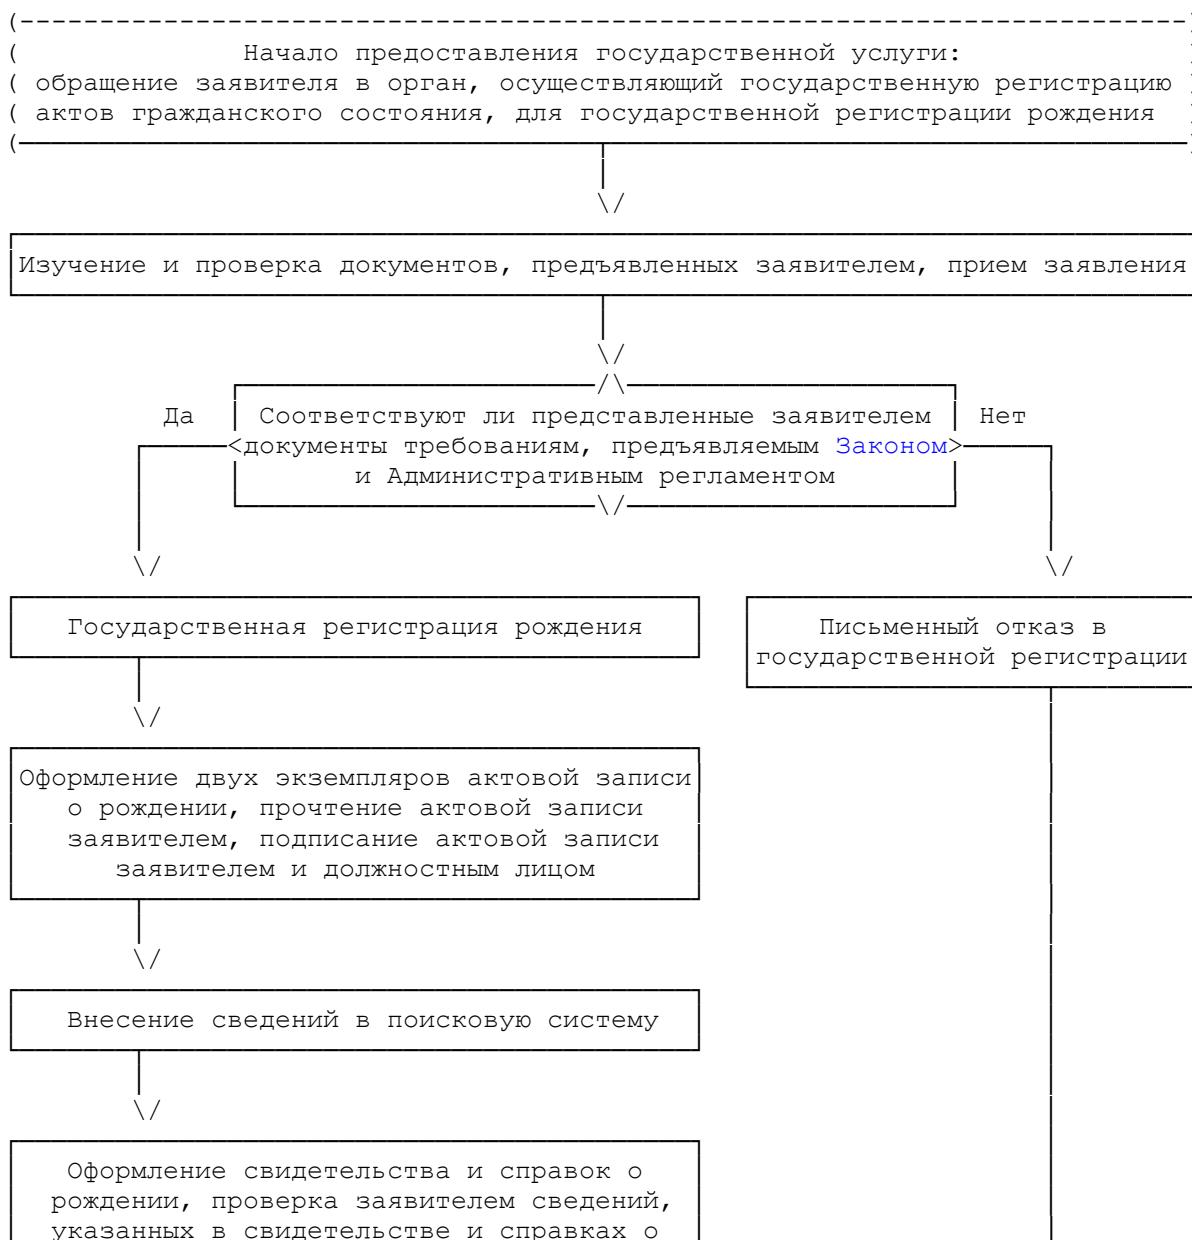 Начало предоставления государственной услуги:
обращение заявителя в орган, осуществляющий государственную регистрацию
актов гражданского состояния, для государственной регистрации рождения
Изучение и проверка документов, предъявленных заявителем, прием заявления
Да
Соответствуют ли представленные заявителем
документы требованиям, предъявляемым Законом
и Административным регламентом
Нет
Государственная регистрация рождения
Письменный отказ в
государственной регистрации
Оформление двух экземпляров актовой записи
о рождении, прочтение актовой записи
заявителем, подписание актовой записи
заявителем и должностным лицом
Внесение сведений в поисковую систему
Оформление свидетельства и справок о
рождении, проверка заявителем сведений,
указанных в свидетельстве и справках о